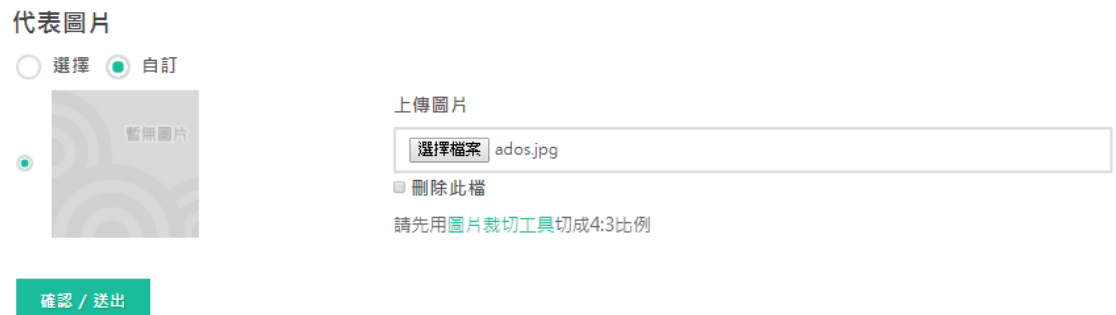 代表圖片
選擇 自訂
暫無圖片
上傳圖片
選擇檔案 ados.jpg
刪除此檔
請先用圖片裁切工具切成4:3比例
確認 / 送出